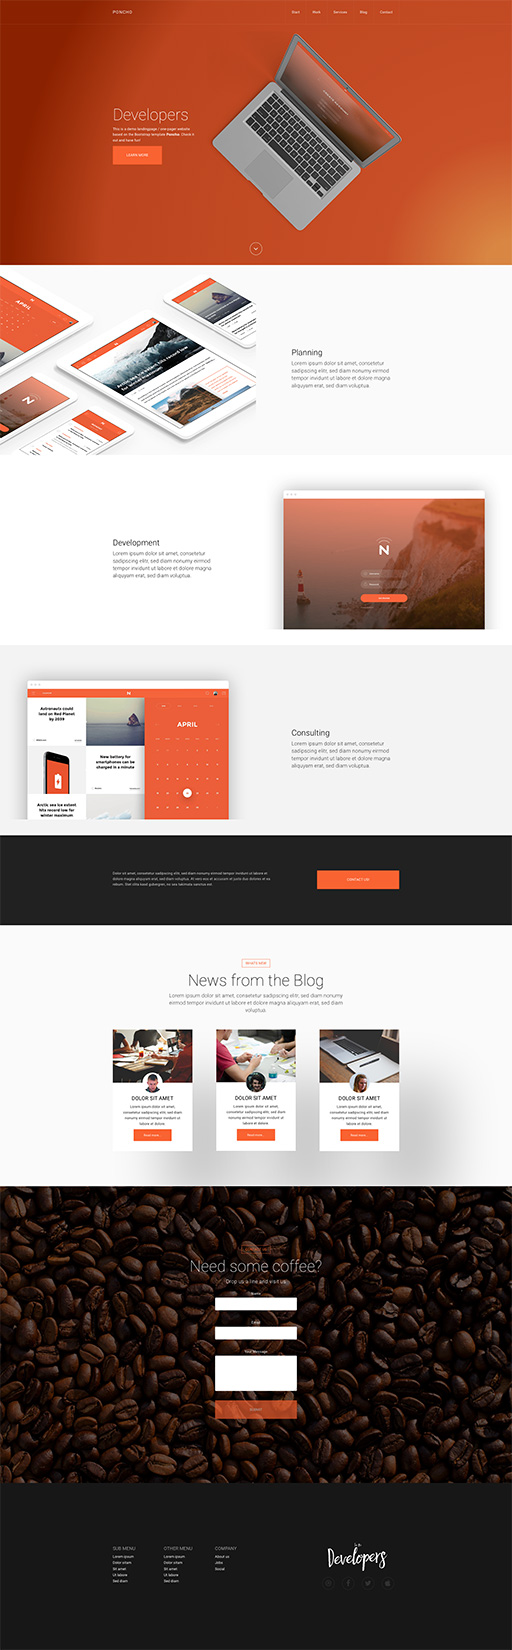 PONCHO
Start Work Services Blog Contact
Developers
This is a demo landingpage / one pager website
based on the Bootstrap template Poncho. Check it
out and have fun!
LEARN MORE
APRIL
N
Planning
Lorem ipsum dolor sit amet, consetetur
sadipscing elitr, sed diam nonumy eirmod
tempor invidunt ut labore et dolore magna
aliquyam erat, sed diam voluptua.
Development
Lorem ipsum dolor sit amet, consetetur
sadipscing elitr, sed diam nonumy eirmod
tempor invidunt ut labore et dolore magna
aliquyam erat, sed diam voluptua.
N
Astronauts could
land on Red Planet
by 2039
APRIL
New battery for
smartphones can be
charged in a minute
Arctic sea ice extent
hits record low for
winter maximum
Consulting
Lorem ipsum dolor sit amet, consetetur
sadipscing elitr, sed diam nonumy eirmod
tempor invidunt ut labore et dolore magna
aliquyam erat, sed diam voluptua.
Dolor sit amet, consetetur sadipscing elitr, sed diam nonumy eirmod tempor invidunt ut labore et
dolore magna aliquyam erat, sed diam voluptua. At vero eos et accusam et justo duo dolores et ea
rebum. Stet clita kasd gubergren, no sea takimata sanctus est
CONTACT US!
WHAT'S NEW
News from the Blog
Lorem ipsum dolor sit amet, consetetur sadipscing elitr, sed diam nonumy
eirmod tempor invidunt ut labore et dolore magna aliquyam erat, sed diam
voluptua
DOLOR SIT AMET
Lorem ipsum dolor sit amet,
consetetur sadipscing elitr, sed diam
nonumy eirmod tempor invidunt ut
labore et dolore.
Read more
DOLOR SIT AMET
Lorem ipsum dolor sit amet,
consetetur sadipscing elitr, sed diam
nonumy eirmod tempor invidunt ut
labore et dolore.
Read more
DOLOR SIT AMET
Lorem ipsum dolor sit amet,
consetetur sadipscing elitr, sed diam
nonumy eirmod tempor invidunt ut
labore et dolore.
Read more
Need some coffee?
Drop us a line and visit us
Name
Email
Your Message
SUBMIT
SUB MENU
Lorem ipsum
Dolor sitam
Sit amet
Ut labore
Sed diam
OTHER MENU
Lorem ipsum
Dolor sitam
Sit amet
Ut labore
Sed diam
COMPANY
About us
Jobs
Social
Developers